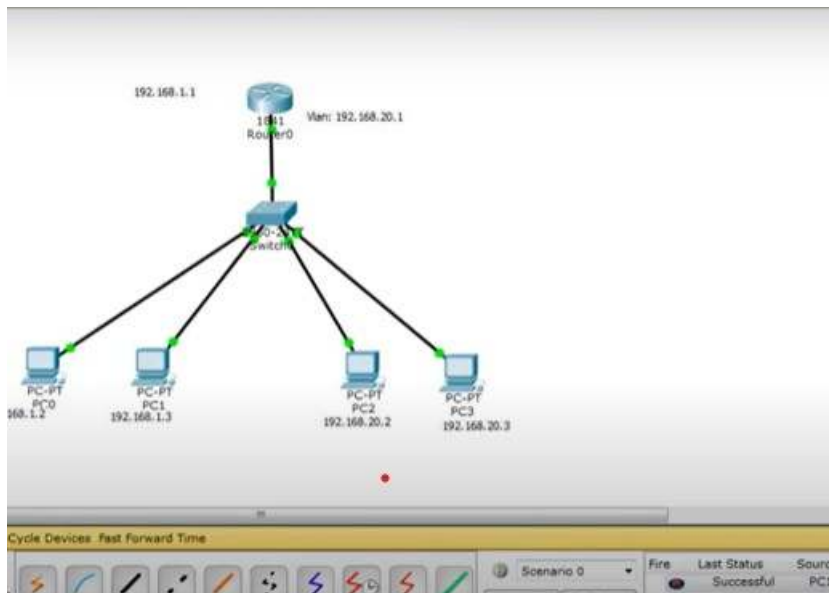 192.168.1.1
1841
Router0
Vlan: 192.168.20.1
PC-PT
PC0
168.1.2
PC-PT
PC1
192.168.1.3
PC-PT
PC2
192.168.20.2
PC-PT
PC3
192.168.20.3
Cycle Devices Fast Forward Time
Scenario 0
Fire Last Status Sourc
Successful PC1